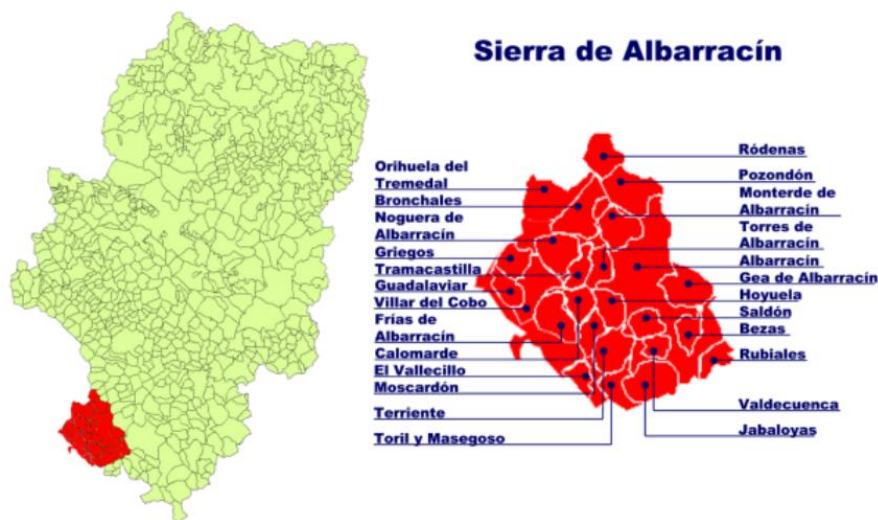 Sierra de Albarracín
Orihuela del
Tremedal
Bronchales
Noguera de
Albarracín
Griegos
Tramacastilla
Guadalaviar
Villar del Cobo
Frías de
Albarracín
Calomarde
El Vallecillo
Moscardón
Terriente
Toril y Masegoso
Ródenas
Pozondón
Monterde de
Albarracín
Torres de
Albarracín
Albarracín
Gea de Albarracín
Hoyuela
Saldón
Bezas
Rubiales
Valdecuenca
Jabaloyas